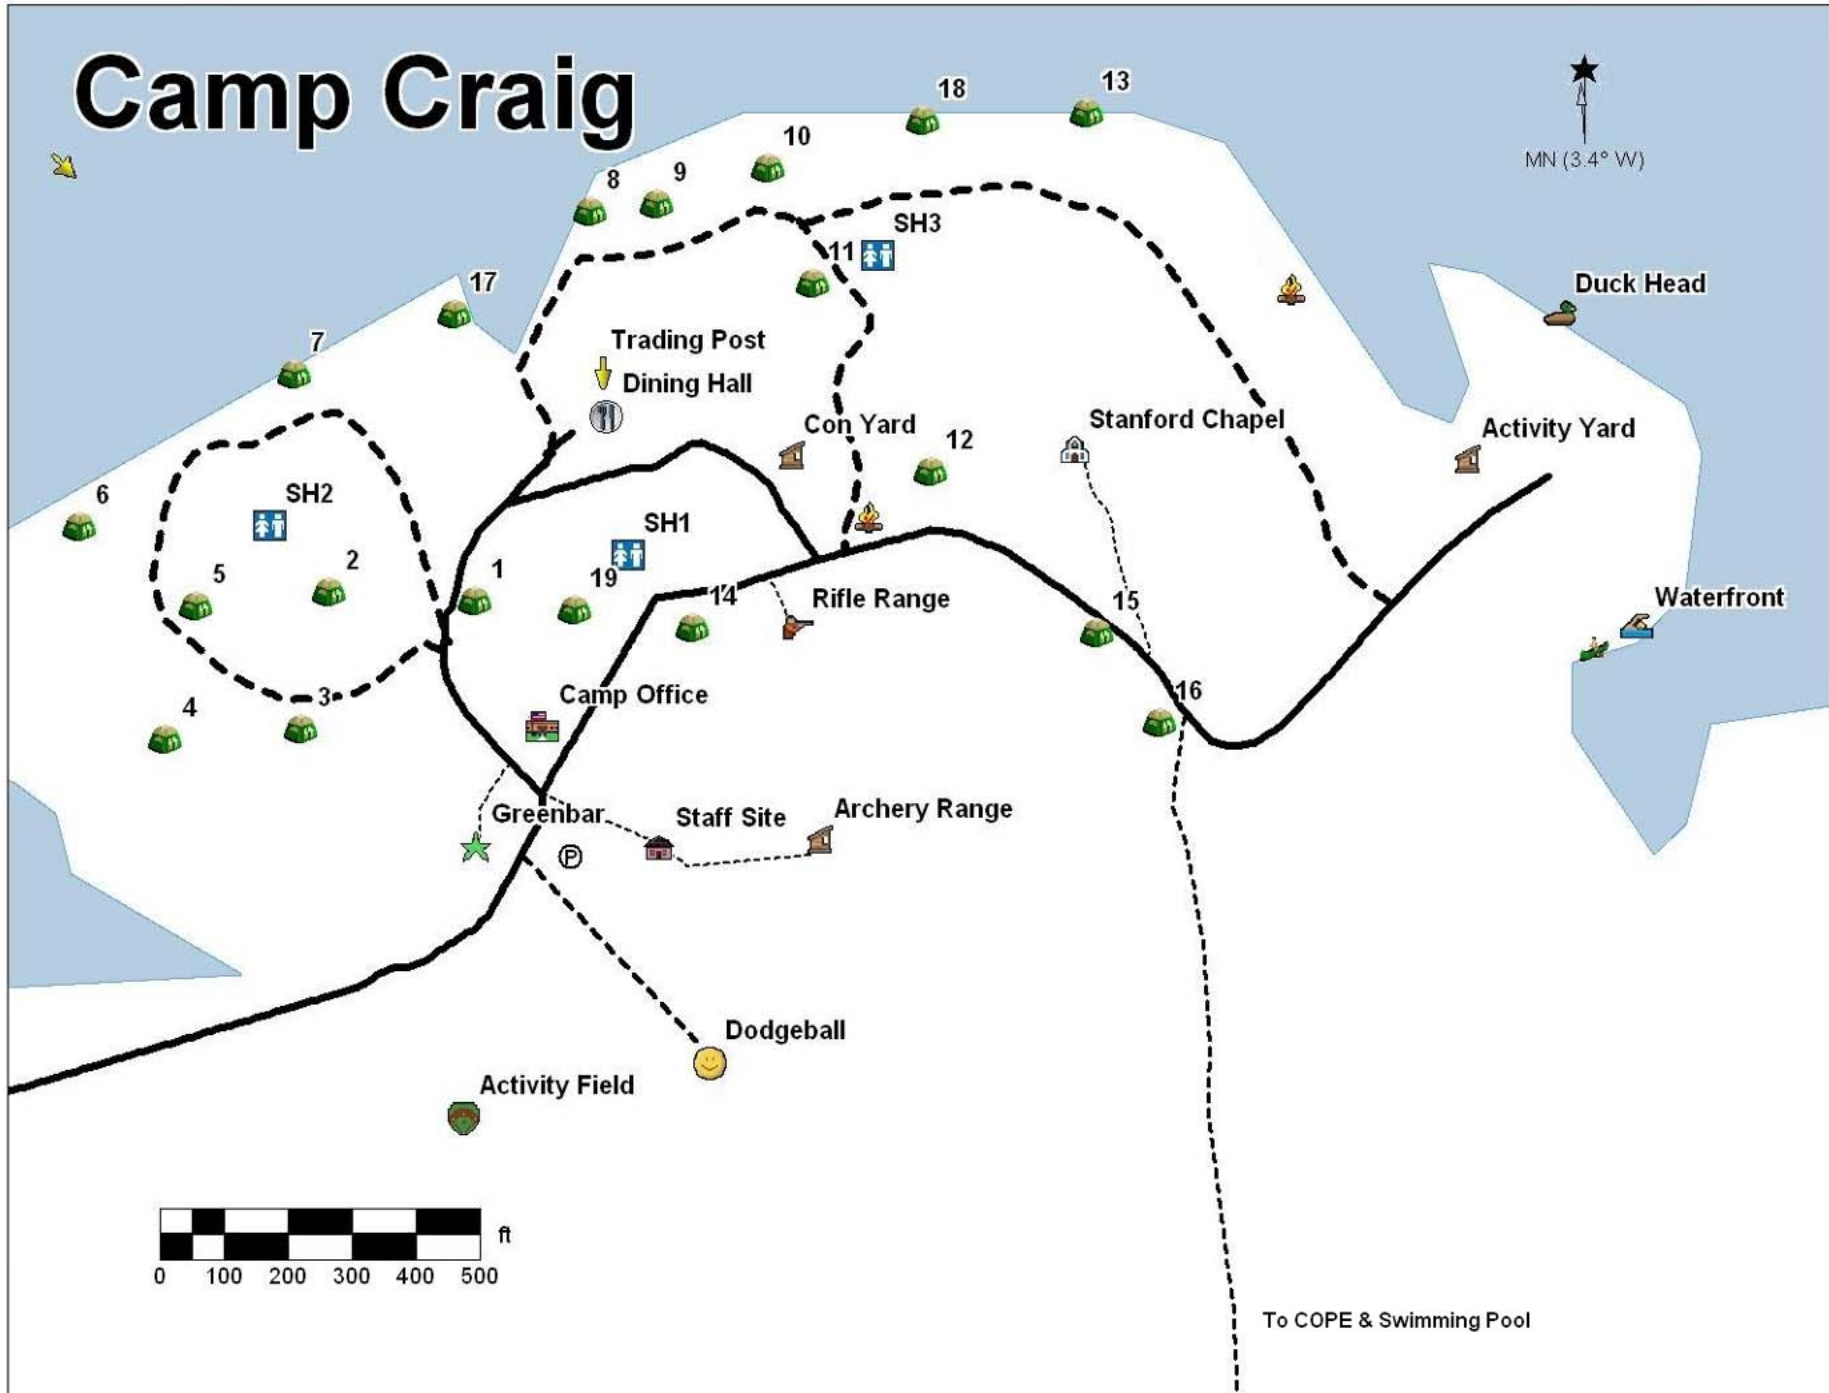 Camp Craig
13
18
10
MN (3.4° W)
9
8
SH3
11
17
Duck Head
7
Trading Post
Dining Hall
Con Yard
Stanford Chapel
Activity Yard
12
6
SH2
SH1
5
2
1
19
14
Rifle Range
15
Waterfront
16
4
3
Camp Office
Greenbar
Staff Site
Archery Range
P
Dodgeball
Activity Field
ft
0 100 200 300 400 500
To COPE & Swimming Pool